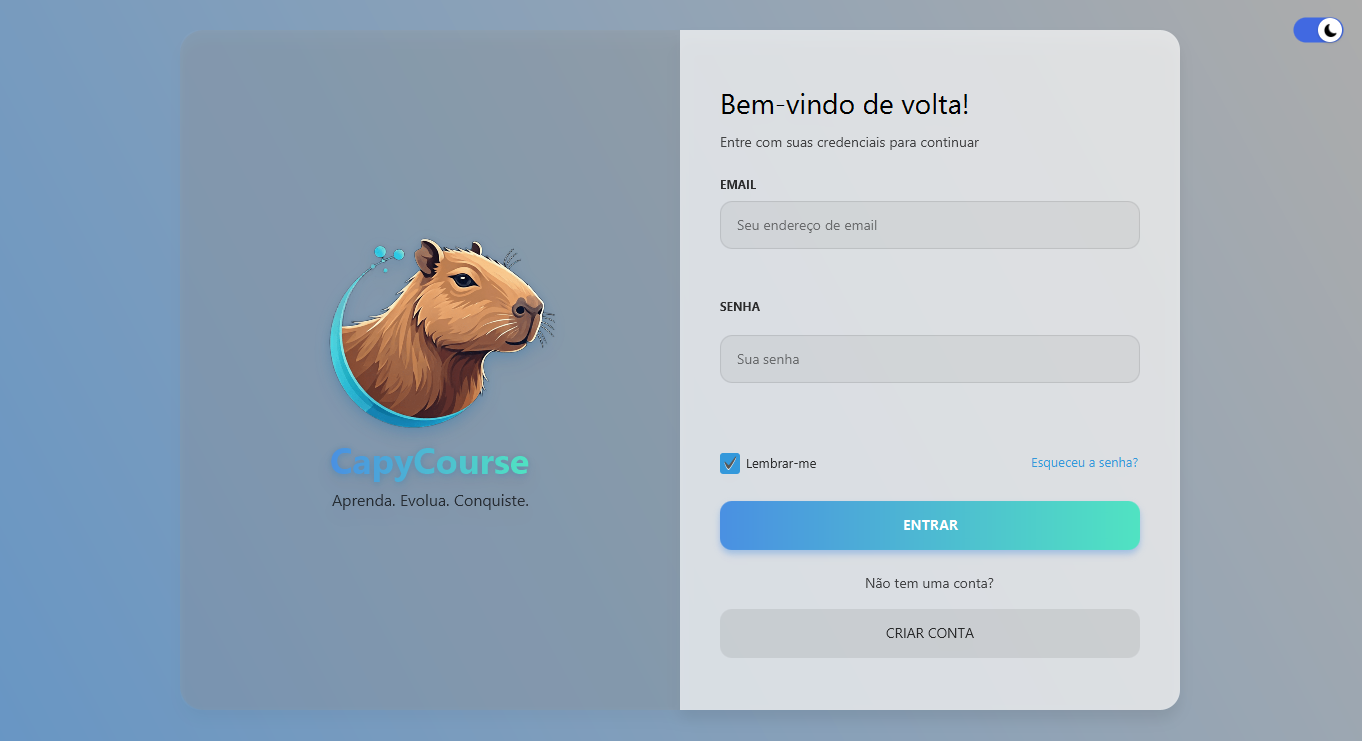 CapyCourse
Aprenda. Evolua. Conquiste.
Bem-vindo de volta!
Entre com suas credenciais para continuar
EMAIL
Seu endereço de email
SENHA
Sua senha
Lembrar-me
Esqueceu a senha?
ENTRAR
Não tem uma conta?
CRIAR CONTA